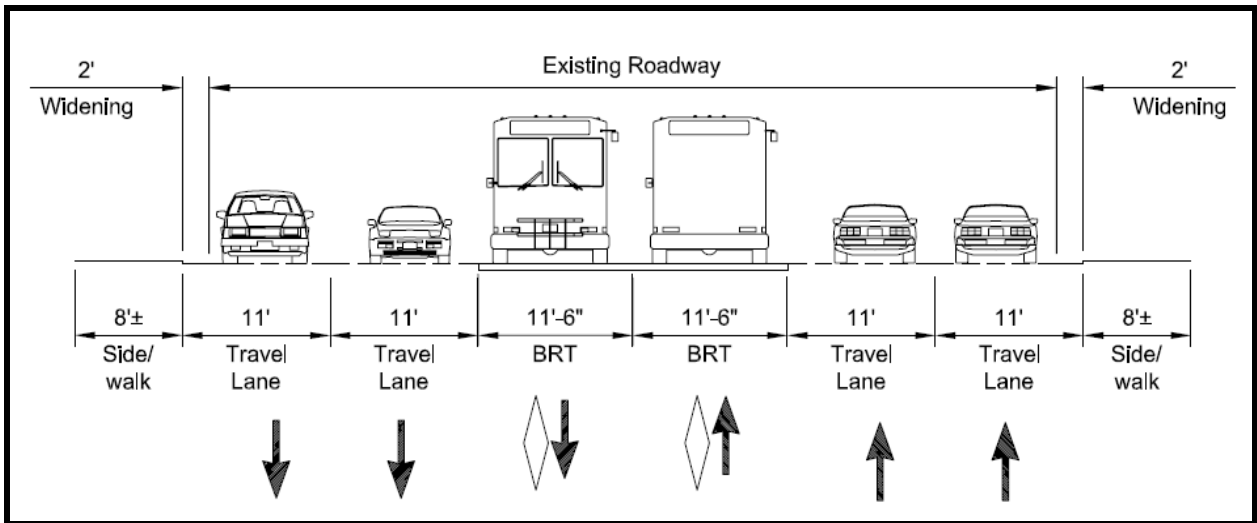 2'
Widening
Existing Roadway
2'
Widening
8'± 11' 11' 11'-6" 11'-6" 11' 11' 8'±
Side/ Travel Travel BRT BRT Travel Travel Side/
walk Lane Lane Lane Lane walk